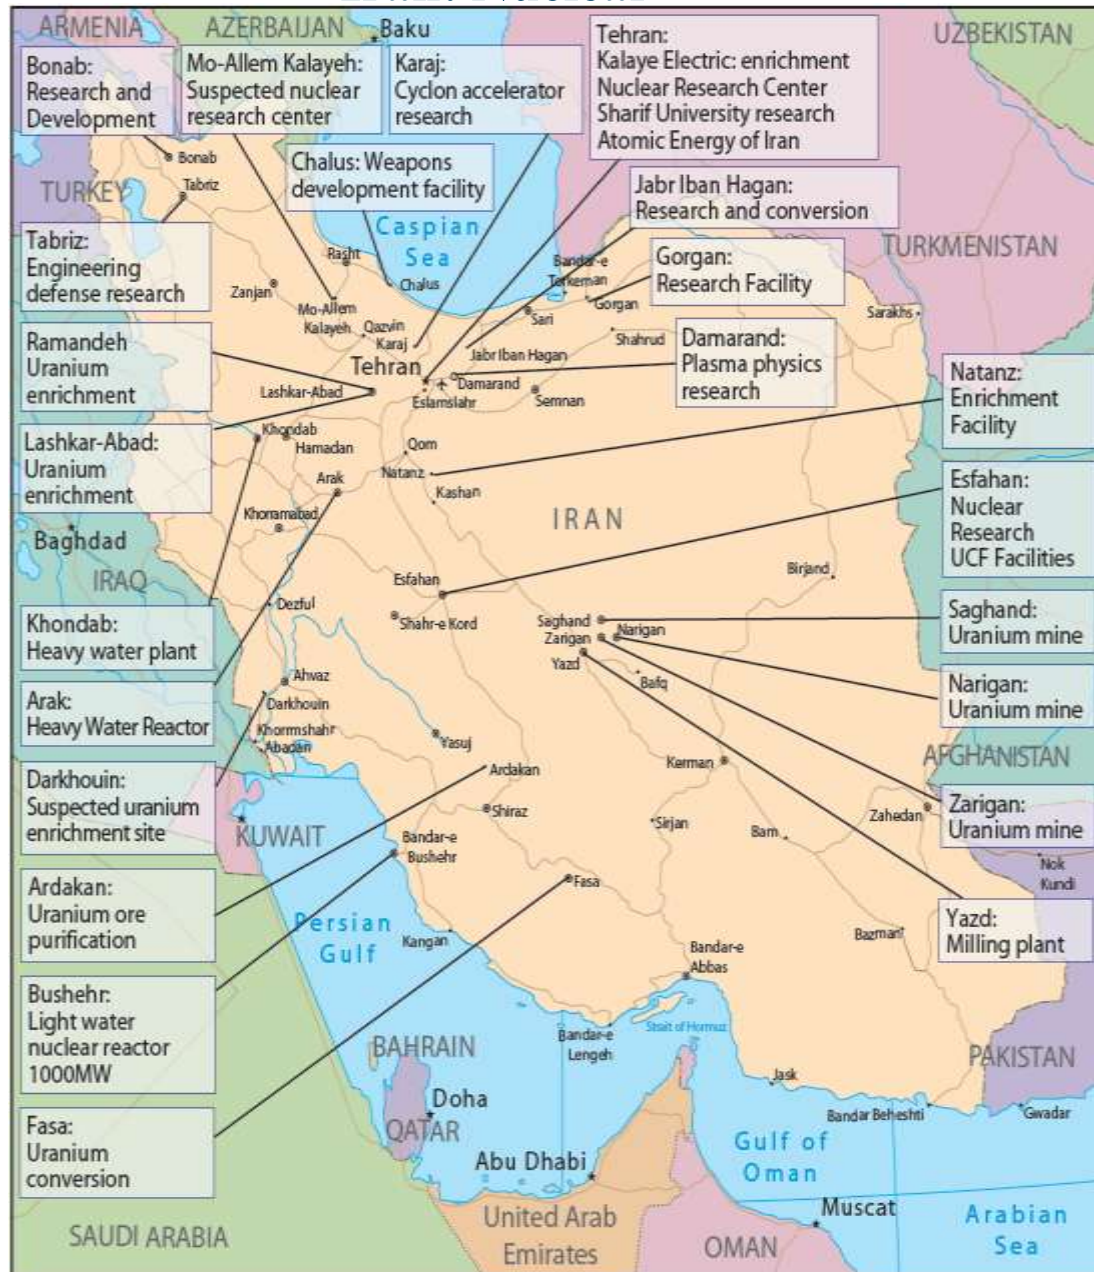 ARMENIA
AZERBAIJAN
Baku
UZBEKISTAN
Bonab:
Research and
Development
Mo-Allem Kalayeh:
Suspected nuclear
research center
Karaj:
Cyclon accelerator
research
Tehran:
Kalaye Electric: enrichment
Nuclear Research Center
Sharif University research
Atomic Energy of Iran
Chalus: Weapons
development facility
Jabr Iban Hagan:
Research and conversion
Bonab
TURKEY
Tabriz
Caspian
Sea
TURKMENISTAN
Tabriz:
Engineering
defense research
Gorgan:
Research Facility
Rasht
Bandar-e
Torkeman
Zanjan
Chalus
Gorgan
Mo-Allem
Kalayeh
Sari
Sarakhs
Qazvin
Karaj
Shahrud
Ramandeh
Uranium
enrichment
Damarand:
Plasma physics
research
Jabr Iban Hagan
Tehran
Natanz:
Enrichment
Facility
Lashkar-Abad
Damarand
Eslamslahr
Semnan
Lashkar-Abad:
Uranium
enrichment
Khondab
Hamadan
Qom
Natanz
Arak
Kashan
Esfahan:
Nuclear
Research
UCF Facilities
Khorramabad
IRAN
Baghdad
IRAQ
Esfahan
Birjand
Dezful
Shahr-e Kord
Saghand
Zarigan
Narigan
Yazd
Saghand:
Uranium mine
Khondab:
Heavy water plant
Ahvaz
Bafq
Narigan:
Uranium mine
Arak:
Heavy Water Reactor
Darkhouin
Khormshahr
Abadan
Yasuj
AFGHANISTAN
Ardakan
Kerman
Darkhouin:
Suspected uranium
enrichment site
Shiraz
Zahedan
Zarigan:
Uranium mine
KUWAIT
Sirjan
Bam
Bandar-e
Bushehr
Nok
Kundi
Ardakan:
Uranium ore
purification
Fasa
Persian
Gulf
Yazd:
Milling plant
Kangan
Bazman
Bandar-e
Abbas
Bushehr:
Light water
nuclear reactor
1000MW
Strait of Hormuz
Bandar-e
Lengeh
BAHRAIN
PAKISTAN
Jask
Doha
QATAR
Bandar Beheshti
Gwadar
Fasa:
Uranium
conversion
Gulf of
Oman
Abu Dhabi
Muscat
Arabian
Sea
SAUDI ARABIA
United Arab
Emirates
OMAN